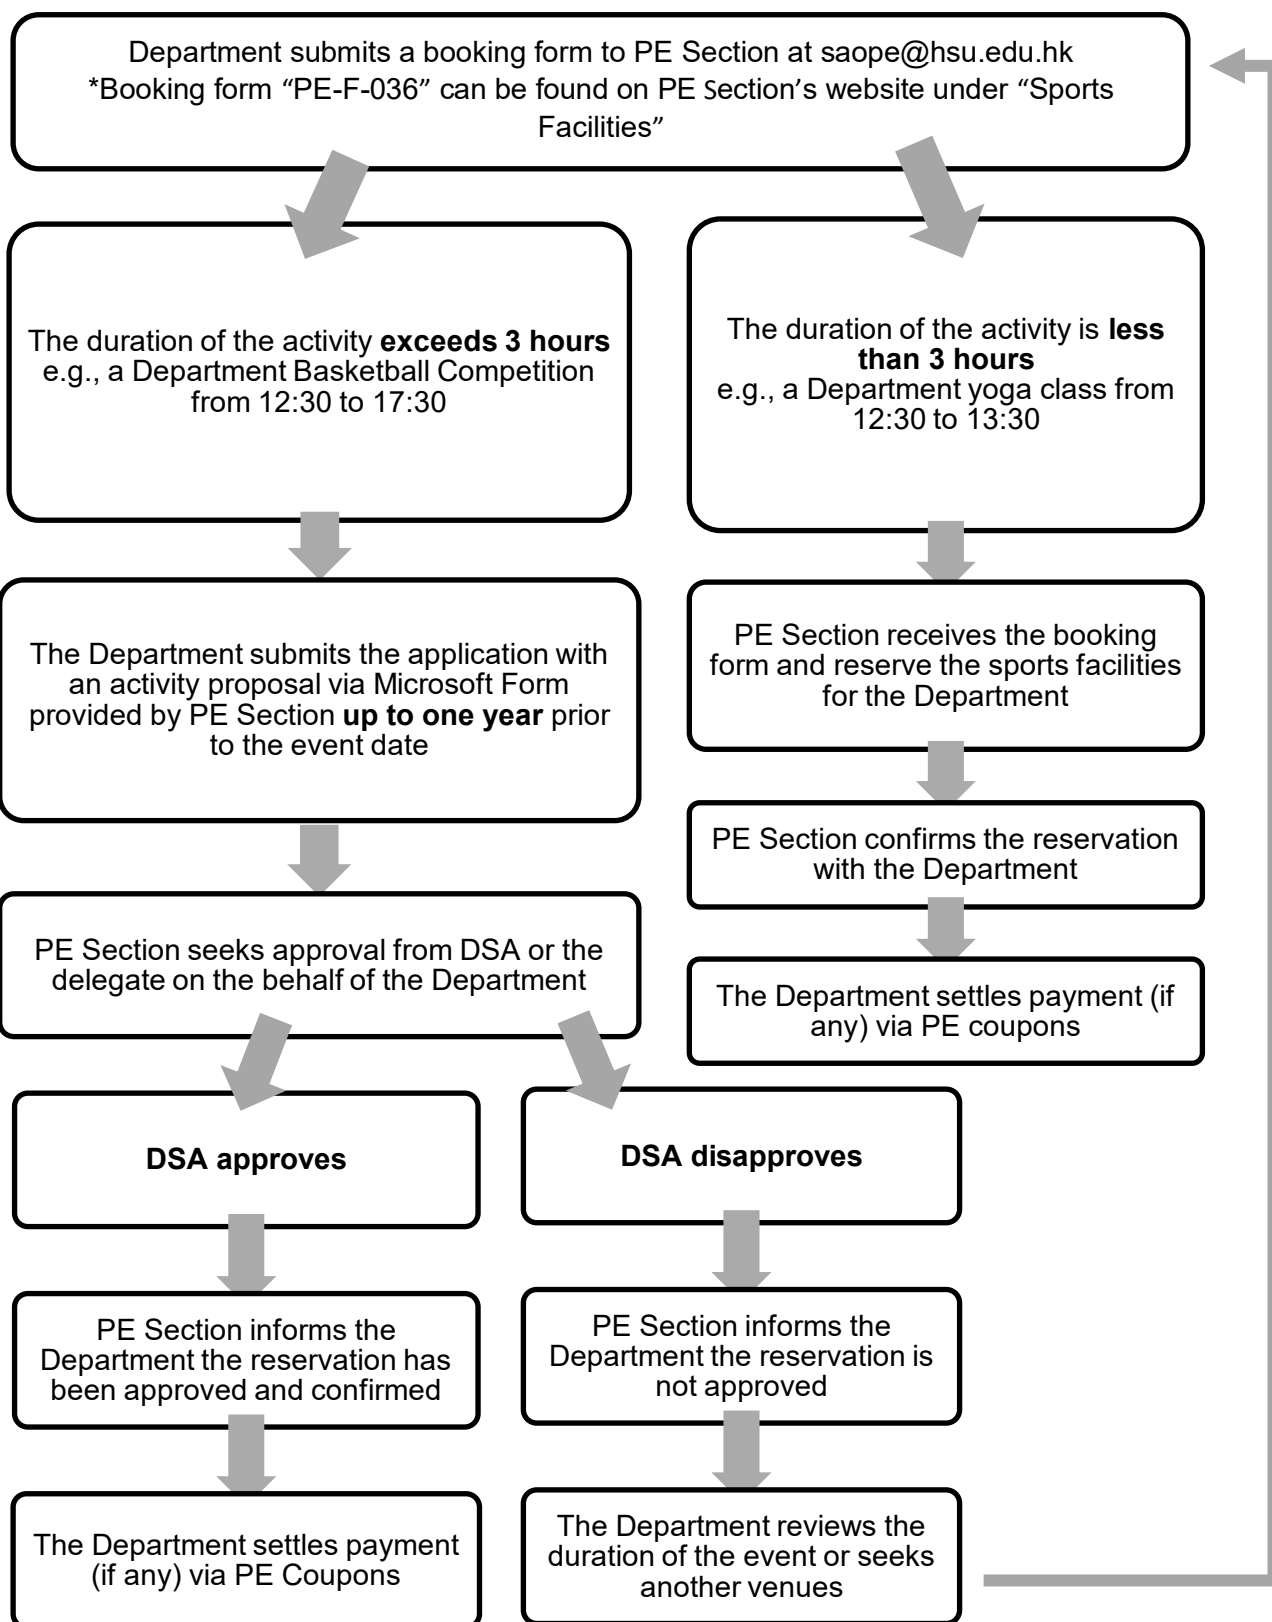 Department submits a booking form to PE Section at saope@hsu.edu.hk
*Booking form “PE-F-036” can be found on PE Section’s website under “Sports
Facilities”
The duration of the activity exceeds 3 hours
e.g., a Department Basketball Competition
from 12:30 to 17:30
The duration of the activity is less
than 3 hours
e.g., a Department yoga class from
12:30 to 13:30
The Department submits the application with
an activity proposal via Microsoft Form
provided by PE Section up to one year prior
to the event date
PE Section receives the booking
form and reserve the sports facilities
for the Department
PE Section confirms the reservation
with the Department
PE Section seeks approval from DSA or the
delegate on the behalf of the Department
The Department settles payment (if
any) via PE coupons
DSA approves
DSA disapproves
PE Section informs the
Department the reservation has
been approved and confirmed
PE Section informs the
Department the reservation is
not approved
The Department settles payment
(if any) via PE Coupons
The Department reviews the
duration of the event or seeks
another venues